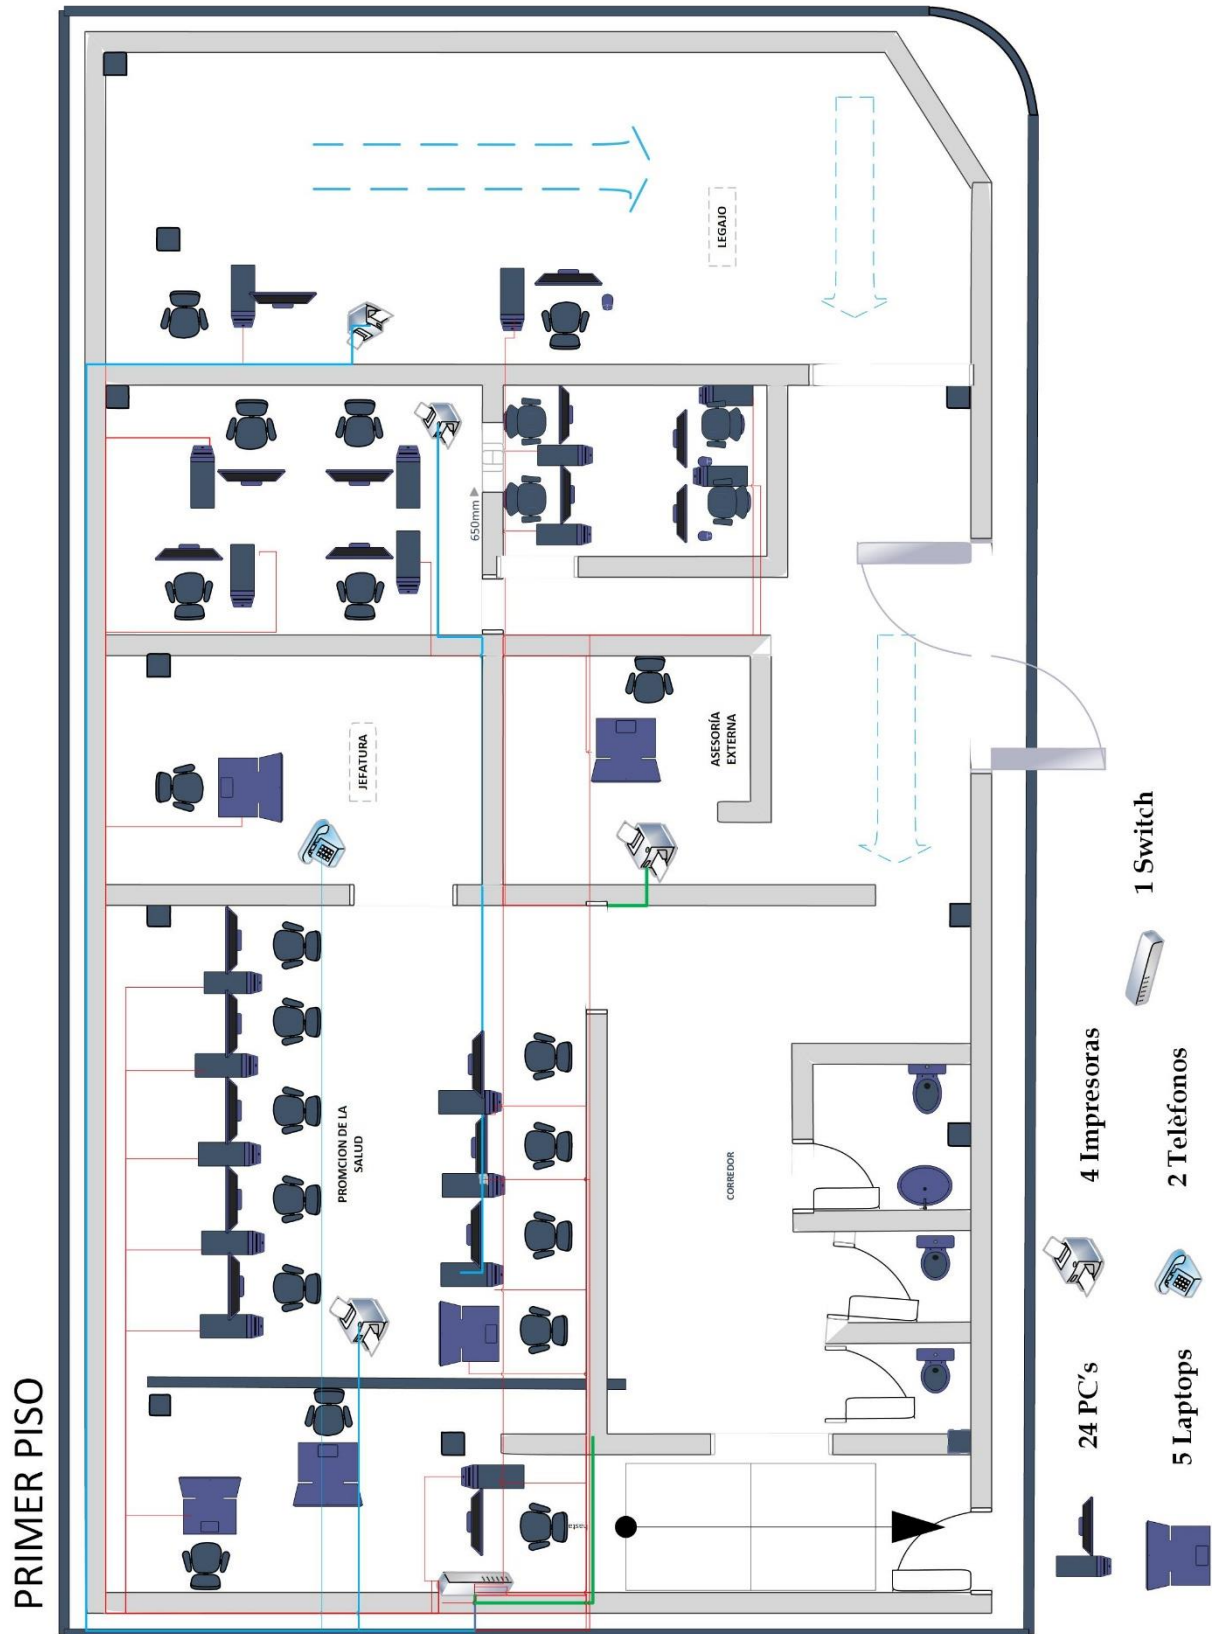 PRIMER PISO
LEGAJO
650mm
JEFATURA
ASESORÍA
EXTERNA
PROMCION DE LA
SALUD
CORREDOR
24 PC's
4 Impresoras
1 Switch
5 Laptops
2 Telèfonos